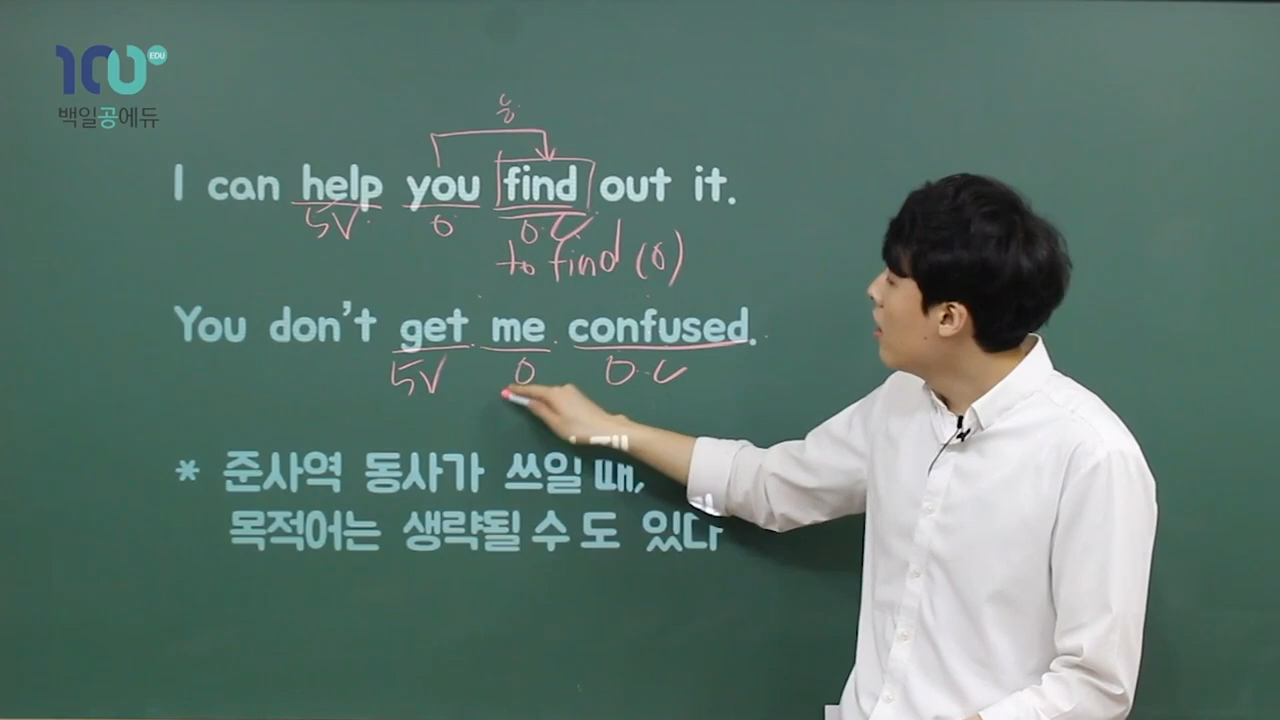 100 EDU
백일공에듀
능
I can help you find out it.
5V O O.C
to find (O)
You don't get me confused.
5V O O.C
* 준사역 동사가 쓰일 때,
목적어는 생략될 수도 있다